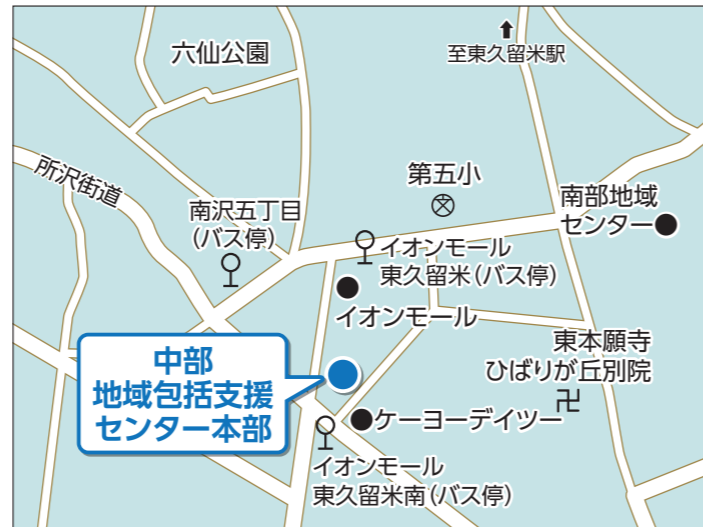 六仙公園
至東久留米駅
所沢街道
第五小
南沢五丁目
(バス停)
南部地域
センター
イオンモール
東久留米(バス停)
イオンモール
中部
地域包括支援
センター本部
東本願寺
ひばりが丘別院
ケーヨーデイツー
イオンモール
東久留米南(バス停)